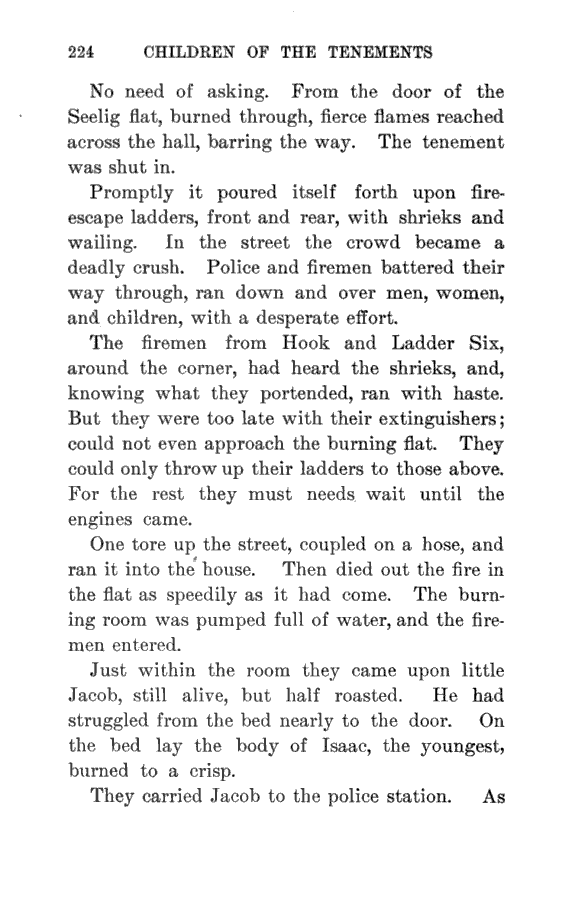 224 CHILDREN OF THE TENEMENTS
No need of asking. From the door of the
Seelig flat, burned through, fierce flames reached
across the hall, barring the way. The tenement
was shut in.
Promptly it poured itself forth upon fire-
escape ladders, front and rear, with shrieks and
wailing. In the street the crowd became a
deadly crush. Police and firemen battered their
way through, ran down and over men, women,
and children, with a desperate effort.
The firemen from Hook and Ladder Six,
around the corner, had heard the shrieks, and,
knowing what they portended, ran with haste.
But they were too late with their extinguishers;
could not even approach the burning flat. They
could only throw up their ladders to those above.
For the rest they must needs wait until the
engines came.
One tore up the street, coupled on a hose, and
ran it into the house. Then died out the fire in
the flat as speedily as it had come. The burn-
ing room was pumped full of water, and the fire-
men entered.
Just within the room they came upon little
Jacob, still alive, but half roasted. He had
struggled from the bed nearly to the door. On
the bed lay the body of Isaac, the youngest,
burned to a crisp.
They carried Jacob to the police station. As